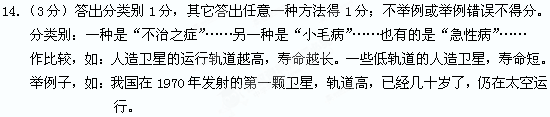 14.（3分）答出分类别1分，其它答出任意一种方法得1分；不举例或举例错误不得分。
分类别：一种是“不治之症”……另一种是“小毛病”……也有的是“急性病”……
作比较，如：人造卫星的运行轨道越高，寿命越长。一些低轨道的人造卫星，寿命短。
举例子，如：我国在1970年发射的第一颗卫星，轨道高，已经几十岁了，仍在太空运
行。